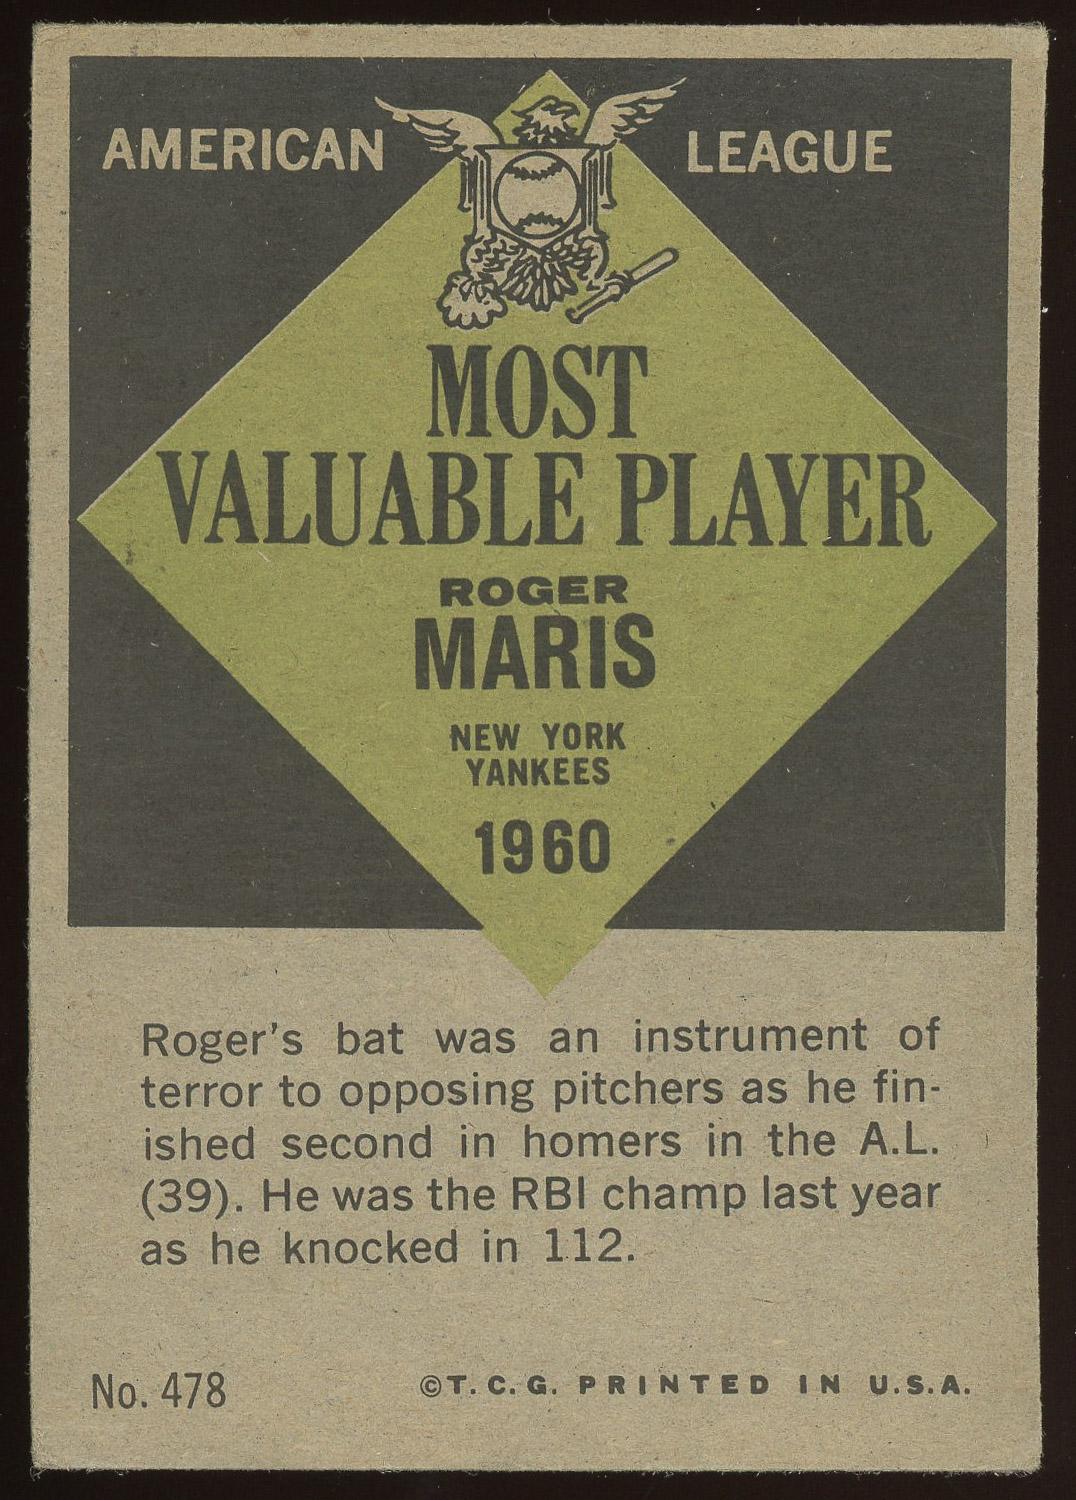 AMERICAN LEAGUE
MOST
VALUABLE PLAYER
ROGER
MARIS
NEW YORK
YANKEES
1960
Roger's bat was an instrument of
terror to opposing pitchers as he fin-
ished second in homers in the A.L.
(39). He was the RBI champ last year
as he knocked in 112.
No. 478 ©T.C.G. PRINTED IN U.S.A.